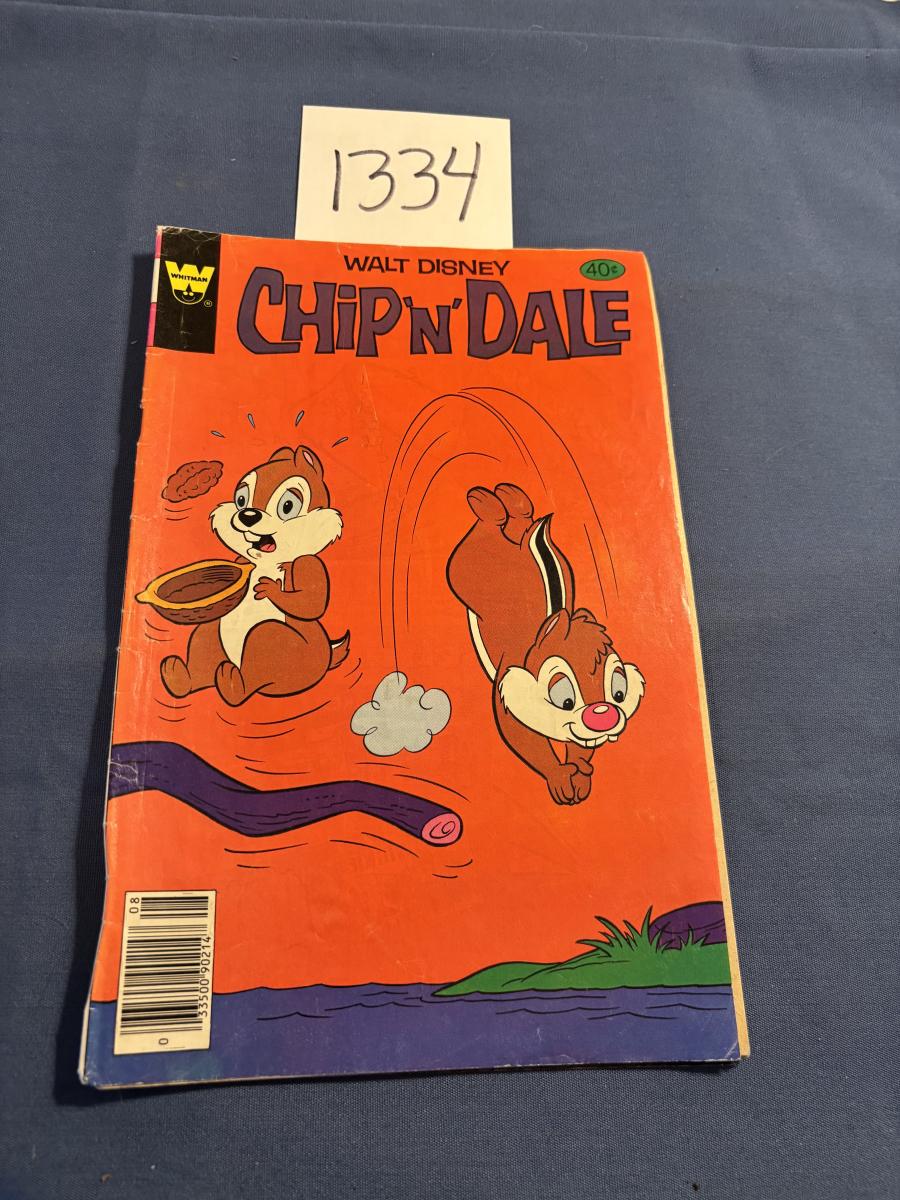 1334
WHITMAN
®
WALT DISNEY
40¢
CHIP 'N' DALE
08
0 33500 90214